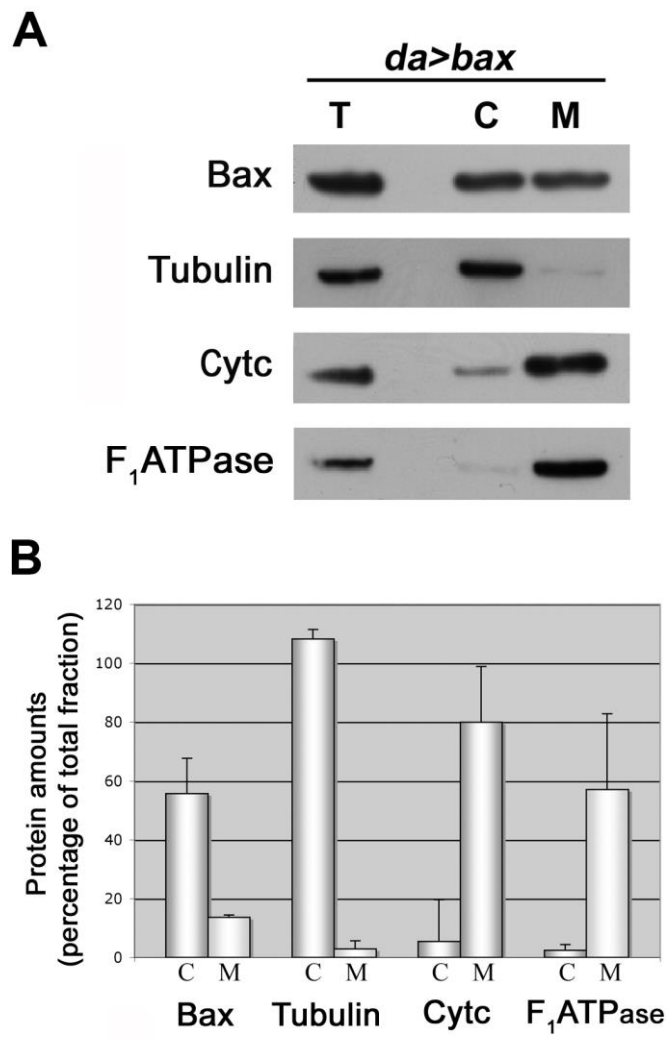 A
da>bax
T C M
Bax
Tubulin
Cytc
F₁ATPase
B
Protein amounts
(percentage of total fraction)
120
100
80
60
40
20
0
C M C M C M C M
Bax Tubulin Cytc F₁ATPase